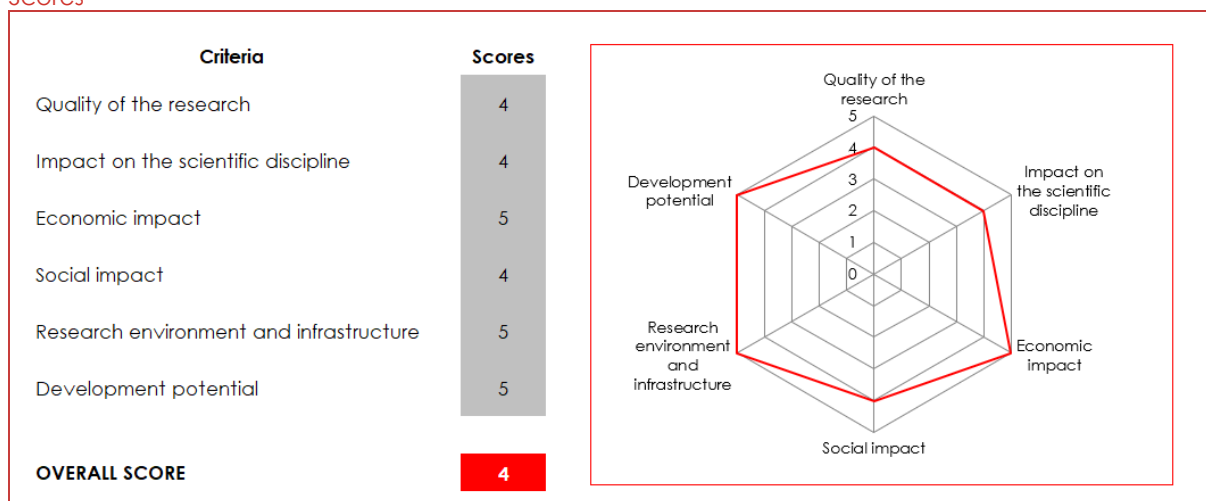 Scores
Criteria Scores
Quality of the research 4
Impact on the scientific discipline 4
Economic impact 5
Social impact 4
Research environment and infrastructure 5
Development potential 5
OVERALL SCORE 4
Quality of the
research
5
4
3
2
1
0
Impact on
the scientific
discipline
Economic
impact
Social impact
Research
environment
and
infrastructure
Development
potential